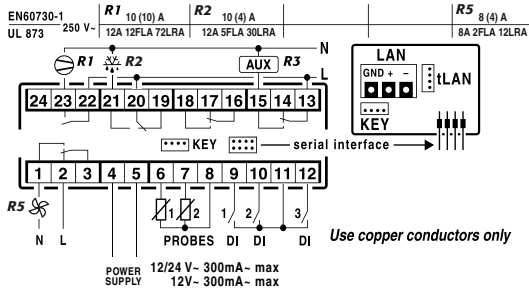 EN60730-1 250 V~ R1 10 (10) A R2 10 (4) A R5 8 (4) A
UL 873 12A 12FLA 72LRA 12A 5FLA 30LRA 8A 2FLA 12LRA
N
R1 R2 AUX R3
L
24 23 22 21 20 19 18 17 16 15 14 13
LAN
GND + -
tLAN
KEY
KEY serial interface
1 2 3 4 5 6 7 8 9 10 11 12
R5 1 2 1 2 3
N L PROBES DI DI DI
Use copper conductors only
POWER SUPPLY 12/24 V~ 300mA~ max
12V~ 300mA~ max